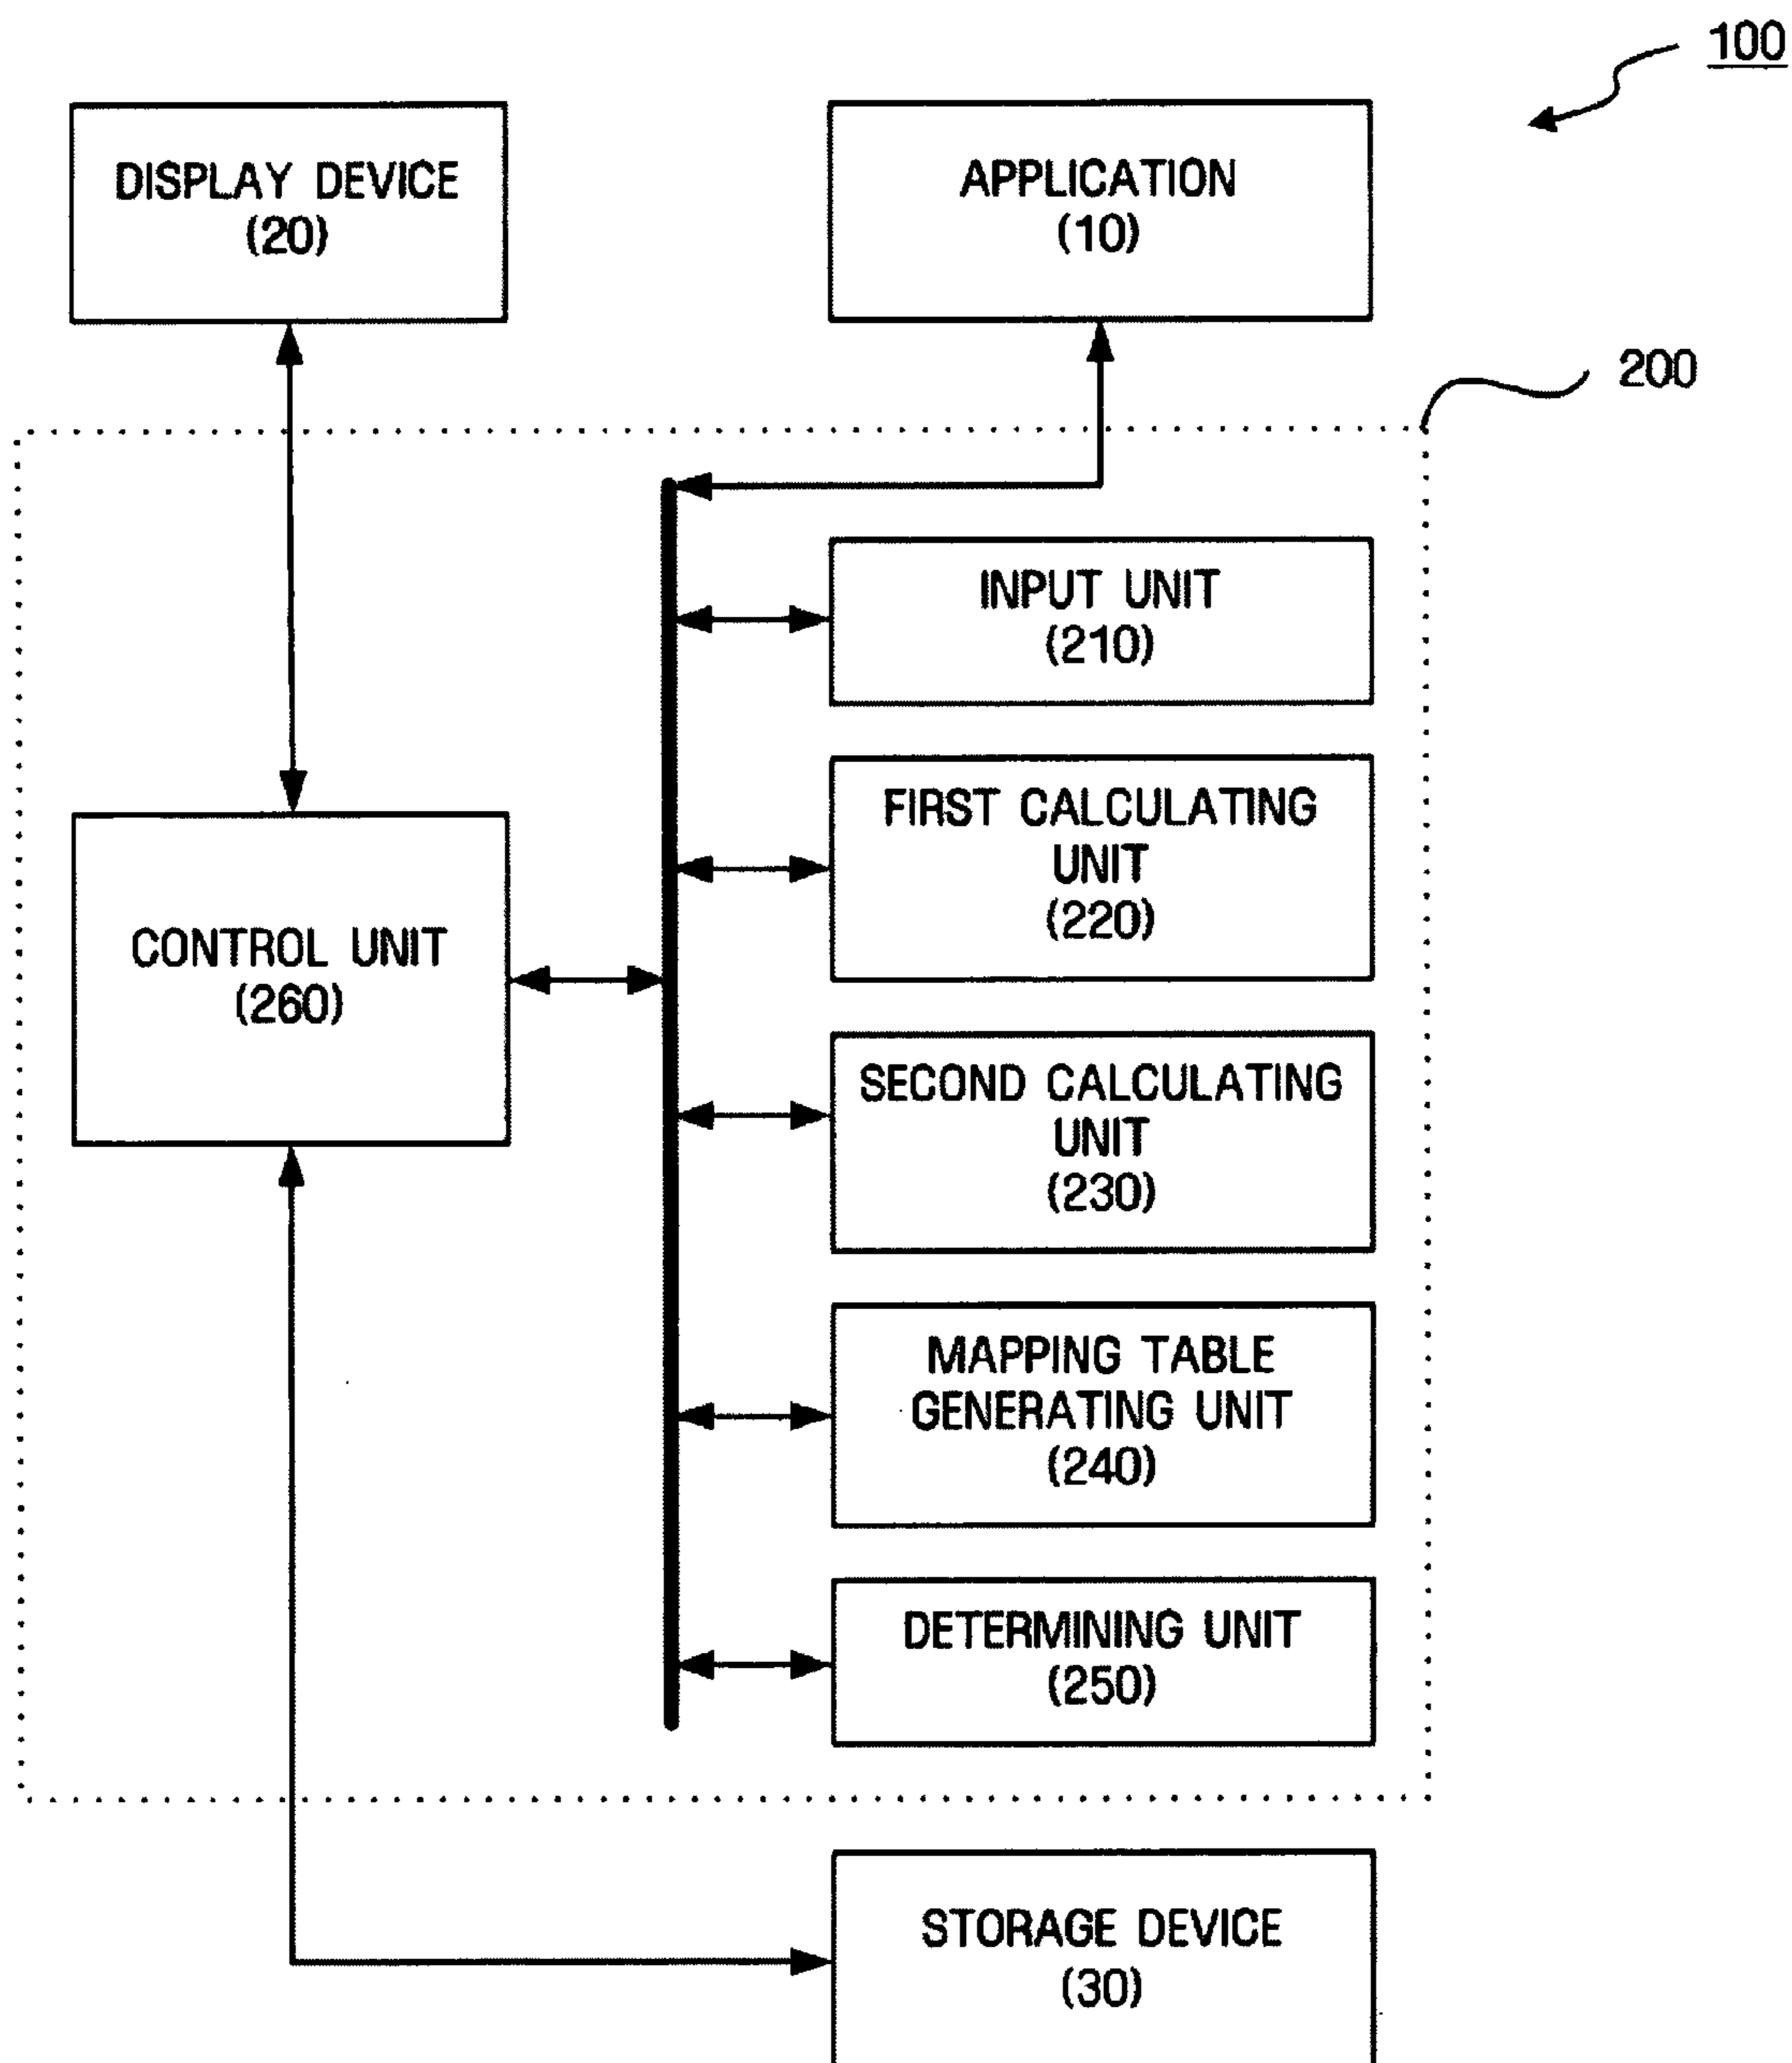 100
DISPLAY DEVICE
(20)
APPLICATION
(10)
200
INPUT UNIT
(210)
FIRST CALCULATING
UNIT
(220)
CONTROL UNIT
(260)
SECOND CALCULATING
UNIT
(230)
MAPPING TABLE
GENERATING UNIT
(240)
DETERMINING UNIT
(250)
STORAGE DEVICE
(30)